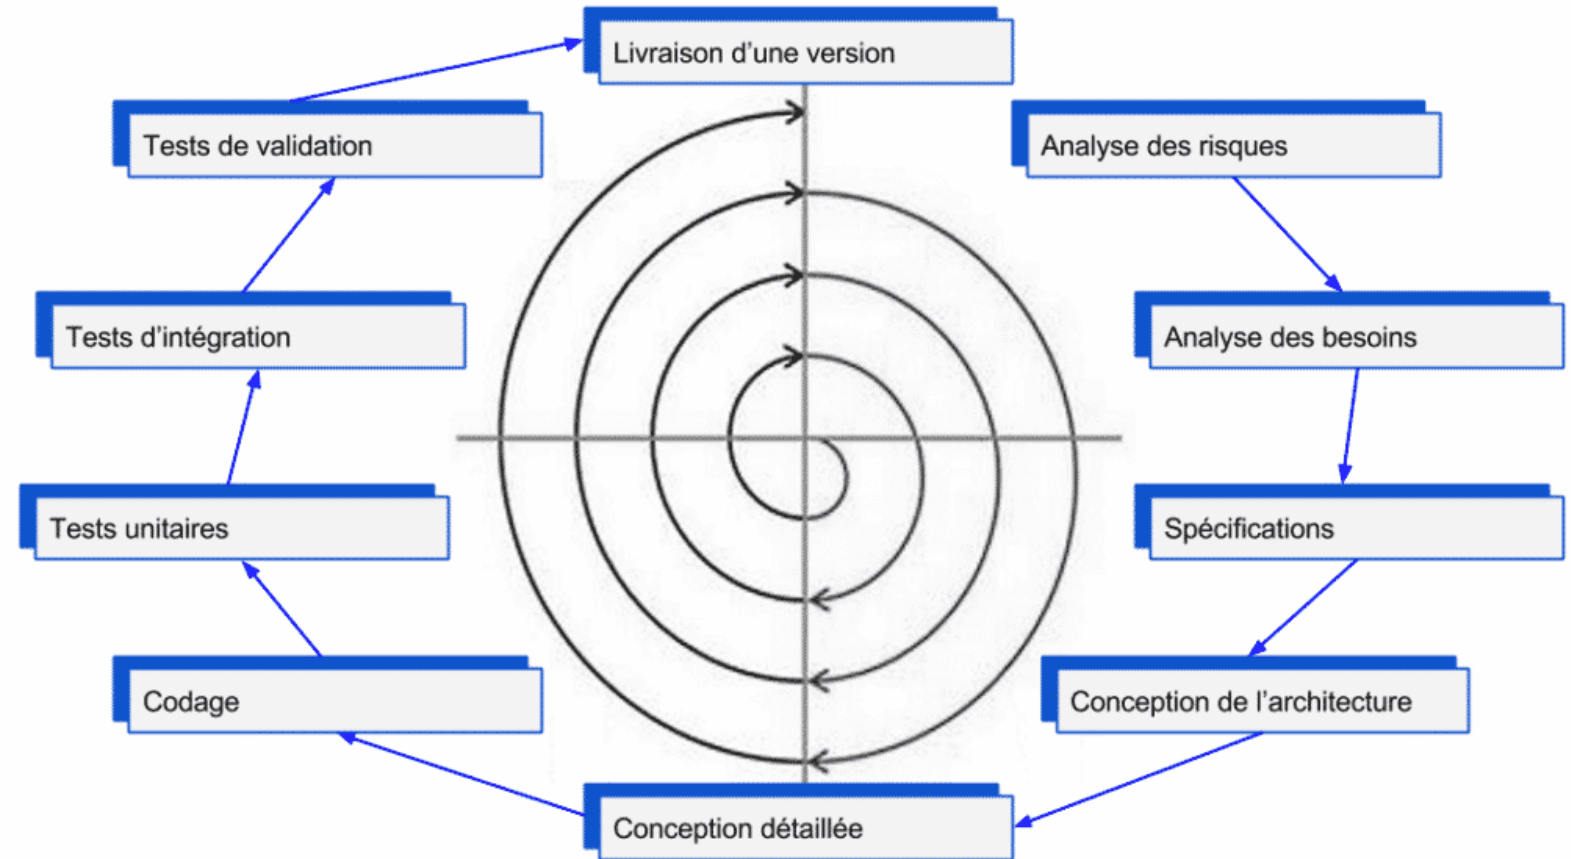 Livraison d’une version
Tests de validation
Analyse des risques
Tests d’intégration
Analyse des besoins
Tests unitaires
Spécifications
Codage
Conception de l’architecture
Conception détaillée